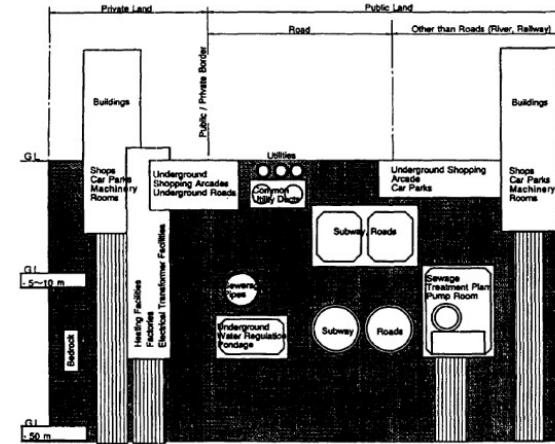 Private Land
Public Land
Road
Other than Roads (River, Railway)
Public / Private Border
Buildings
Buildings
Utilities
G L
Shops
Car Parks
Machinery
Rooms
Underground
Shopping Arcades
Underground Roads
Common
Utility Ducts
Underground Shopping
Arcade
Car Parks
Shops
Car Parks
Machinery
Rooms
Subway, Roads
G L
- 5~10 m
Heating Facilities
Factories
Electrical Transformer Facilities
Sewerage
Pipes
Sewage
Treatment Plant
Pump Room
Underground
Water Regulation
Pondage
Subway
Roads
Bedrock
G L
- 50 m